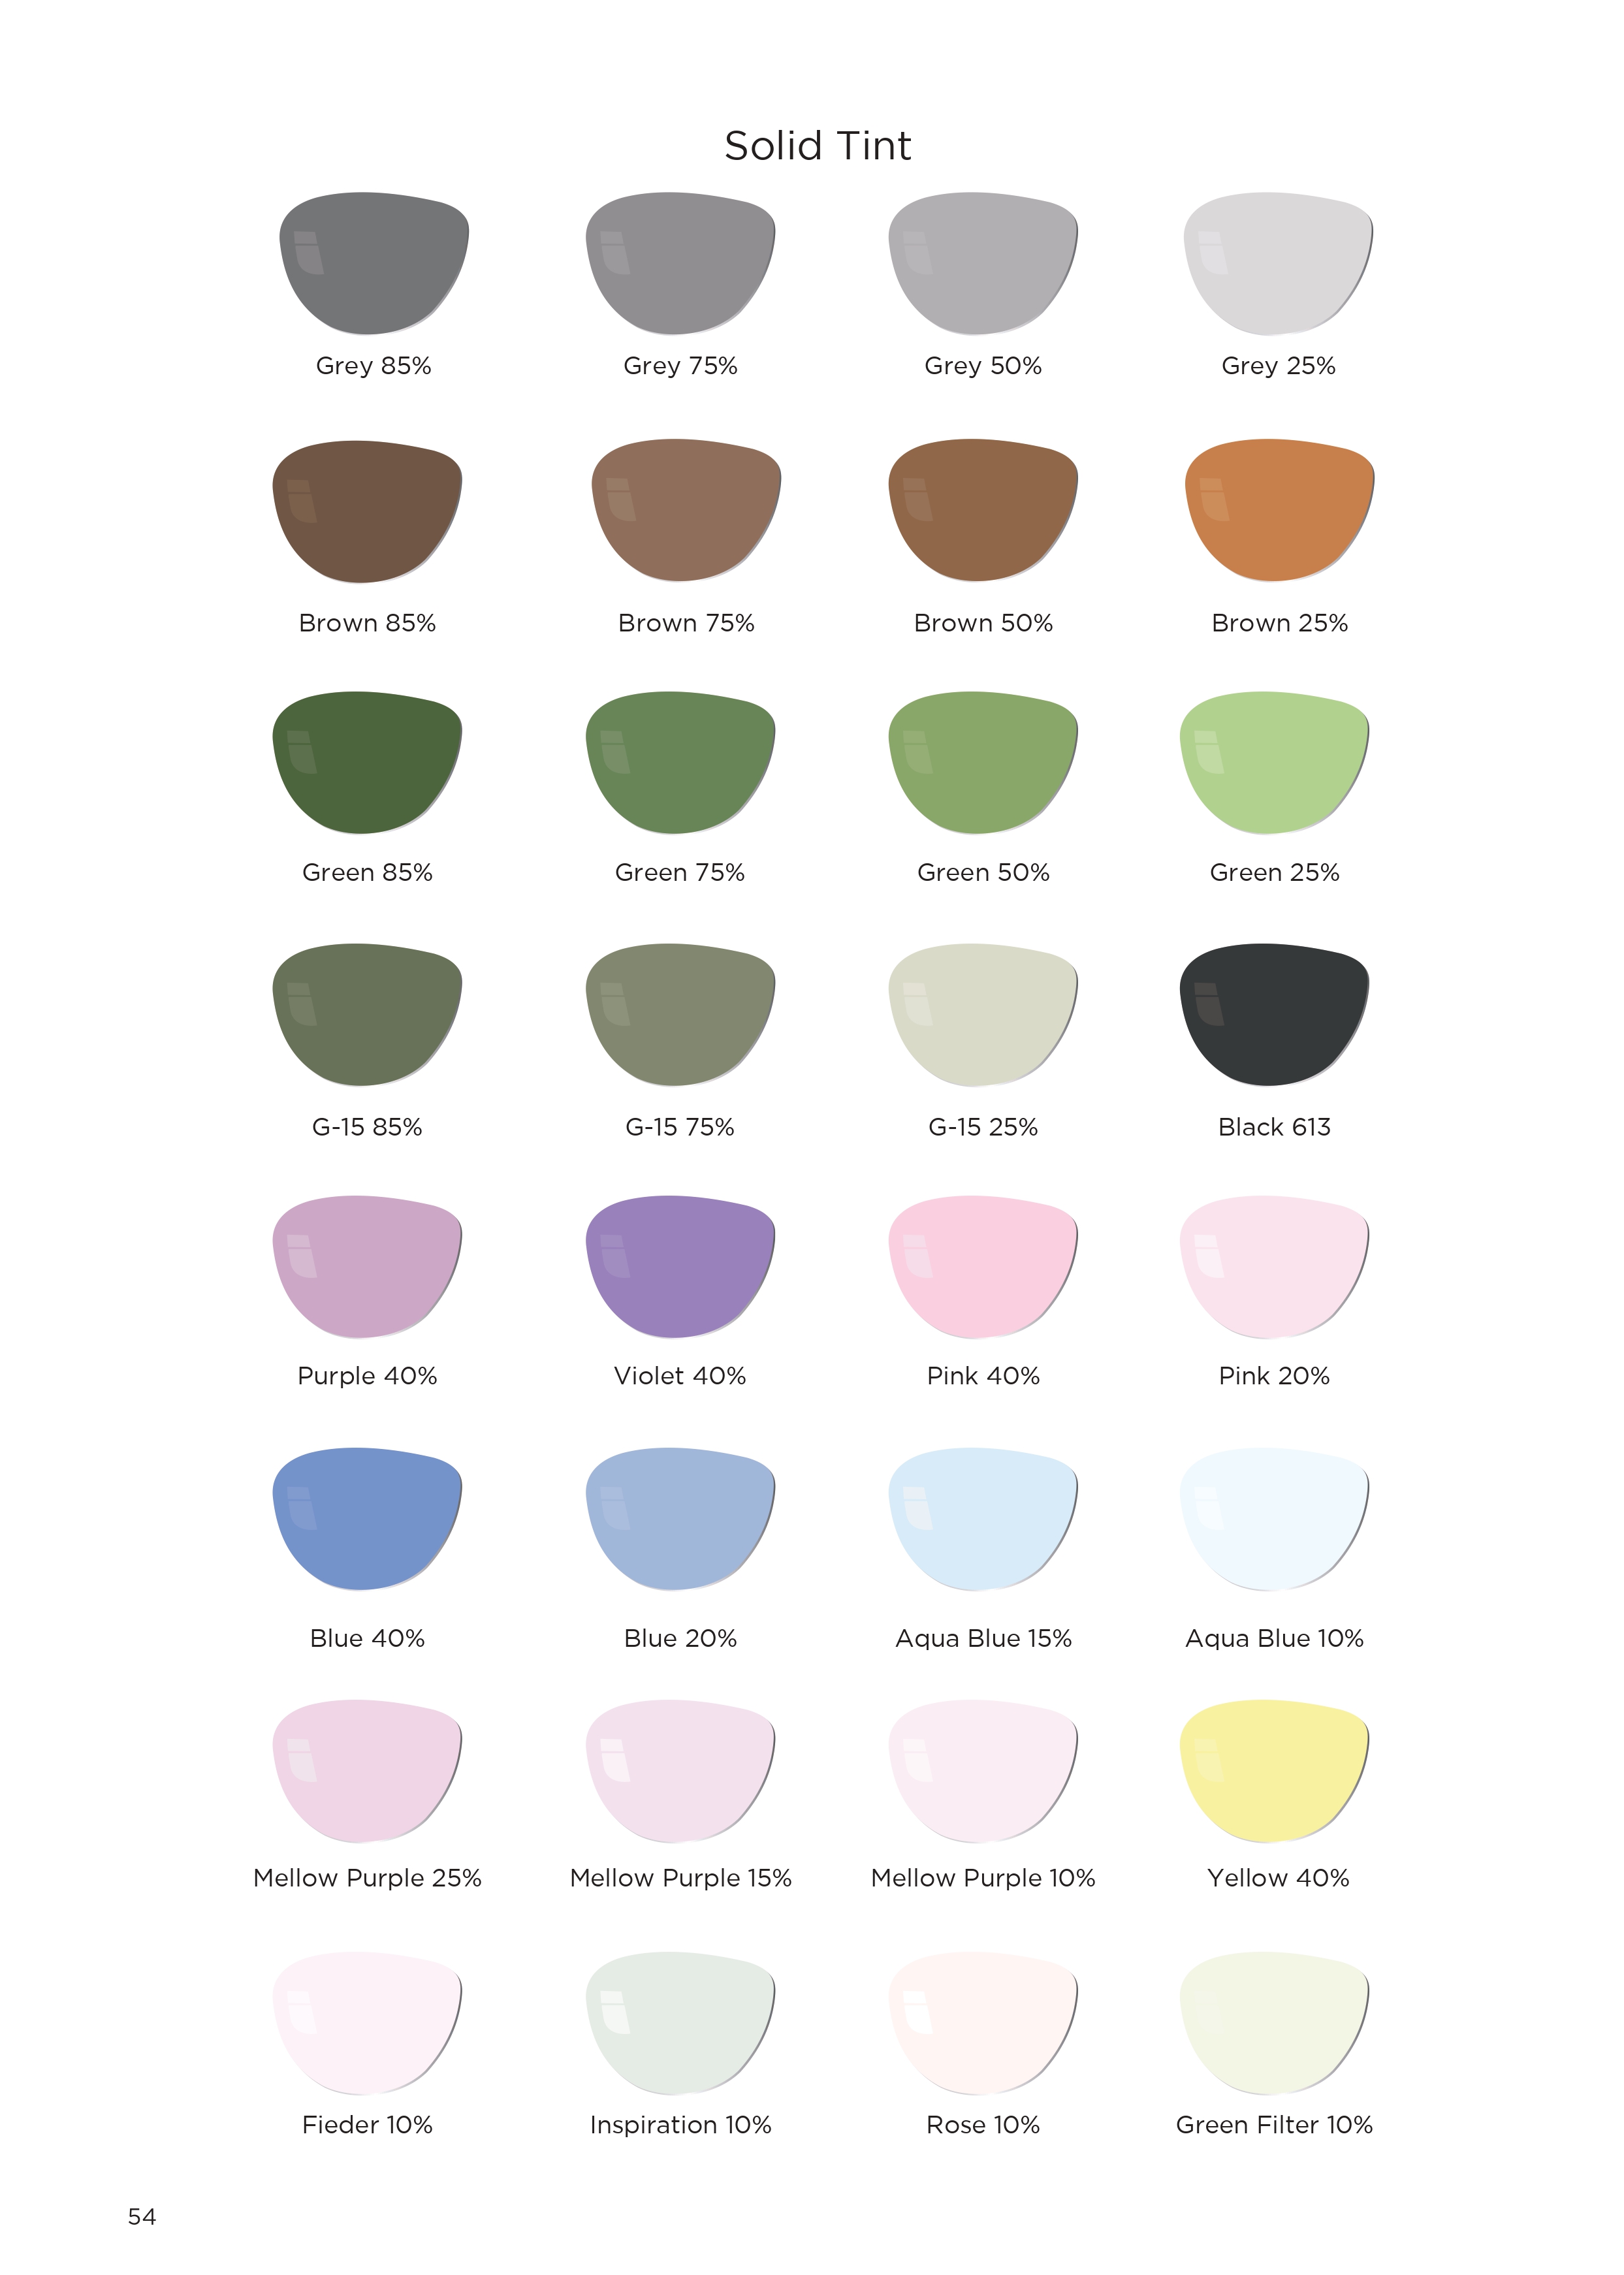 Solid Tint
Grey 85%
Grey 75%
Grey 50%
Grey 25%
Brown 85%
Brown 75%
Brown 50%
Brown 25%
Green 85%
Green 75%
Green 50%
Green 25%
G-15 85%
G-15 75%
G-15 25%
Black 613
Purple 40%
Violet 40%
Pink 40%
Pink 20%
Blue 40%
Blue 20%
Aqua Blue 15%
Aqua Blue 10%
Mellow Purple 25%
Mellow Purple 15%
Mellow Purple 10%
Yellow 40%
Fieder 10%
Inspiration 10%
Rose 10%
Green Filter 10%
54